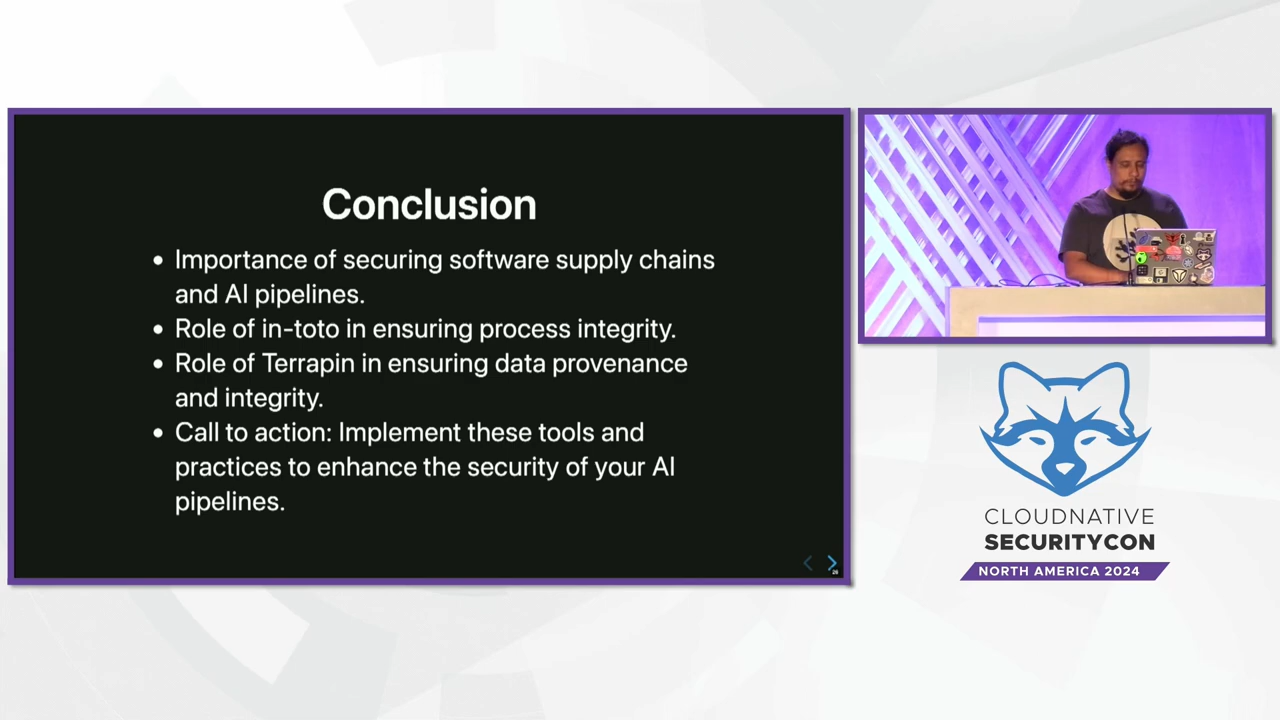 Conclusion
• Importance of securing software supply chains
and AI pipelines.
• Role of in-toto in ensuring process integrity.
• Role of Terrapin in ensuring data provenance
and integrity.
• Call to action: Implement these tools and
practices to enhance the security of your AI
pipelines.
CLOUDNATIVE
SECURITYCON
NORTH AMERICA 2024